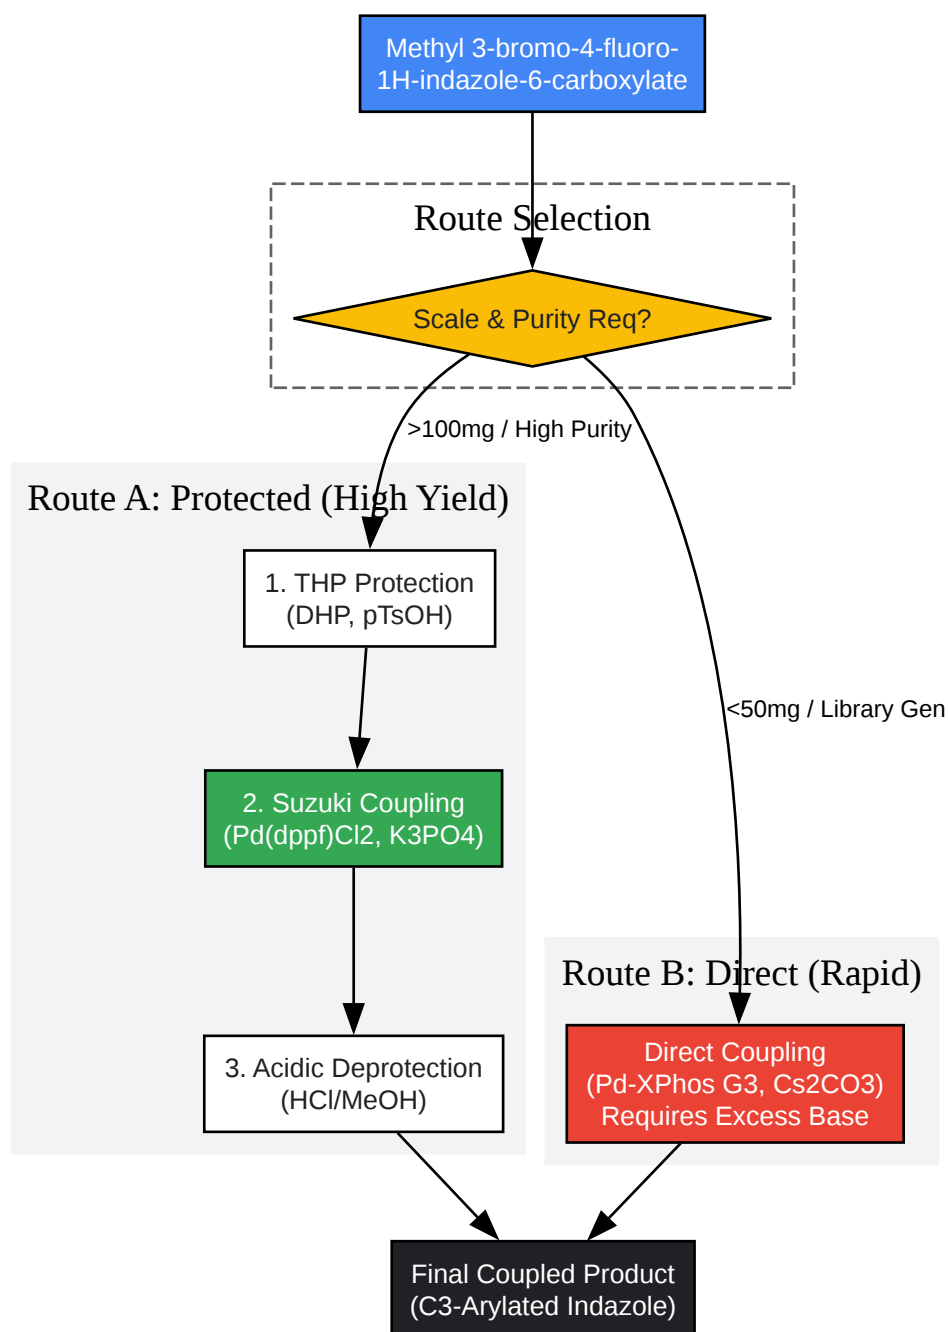 Methyl 3-bromo-4-fluoro-
1H-indazole-6-carboxylate
Route Selection
Scale & Purity Req?
>100mg / High Purity
Route A: Protected (High Yield)
1. THP Protection
(DHP, pTsOH)
<50mg / Library Gen
2. Suzuki Coupling
(Pd(dppf)Cl2, K3PO4)
Route B: Direct (Rapid)
3. Acidic Deprotection
(HCl/MeOH)
Direct Coupling
(Pd-XPhos G3, Cs2CO3)
Requires Excess Base
Final Coupled Product
(C3-Arylated Indazole)